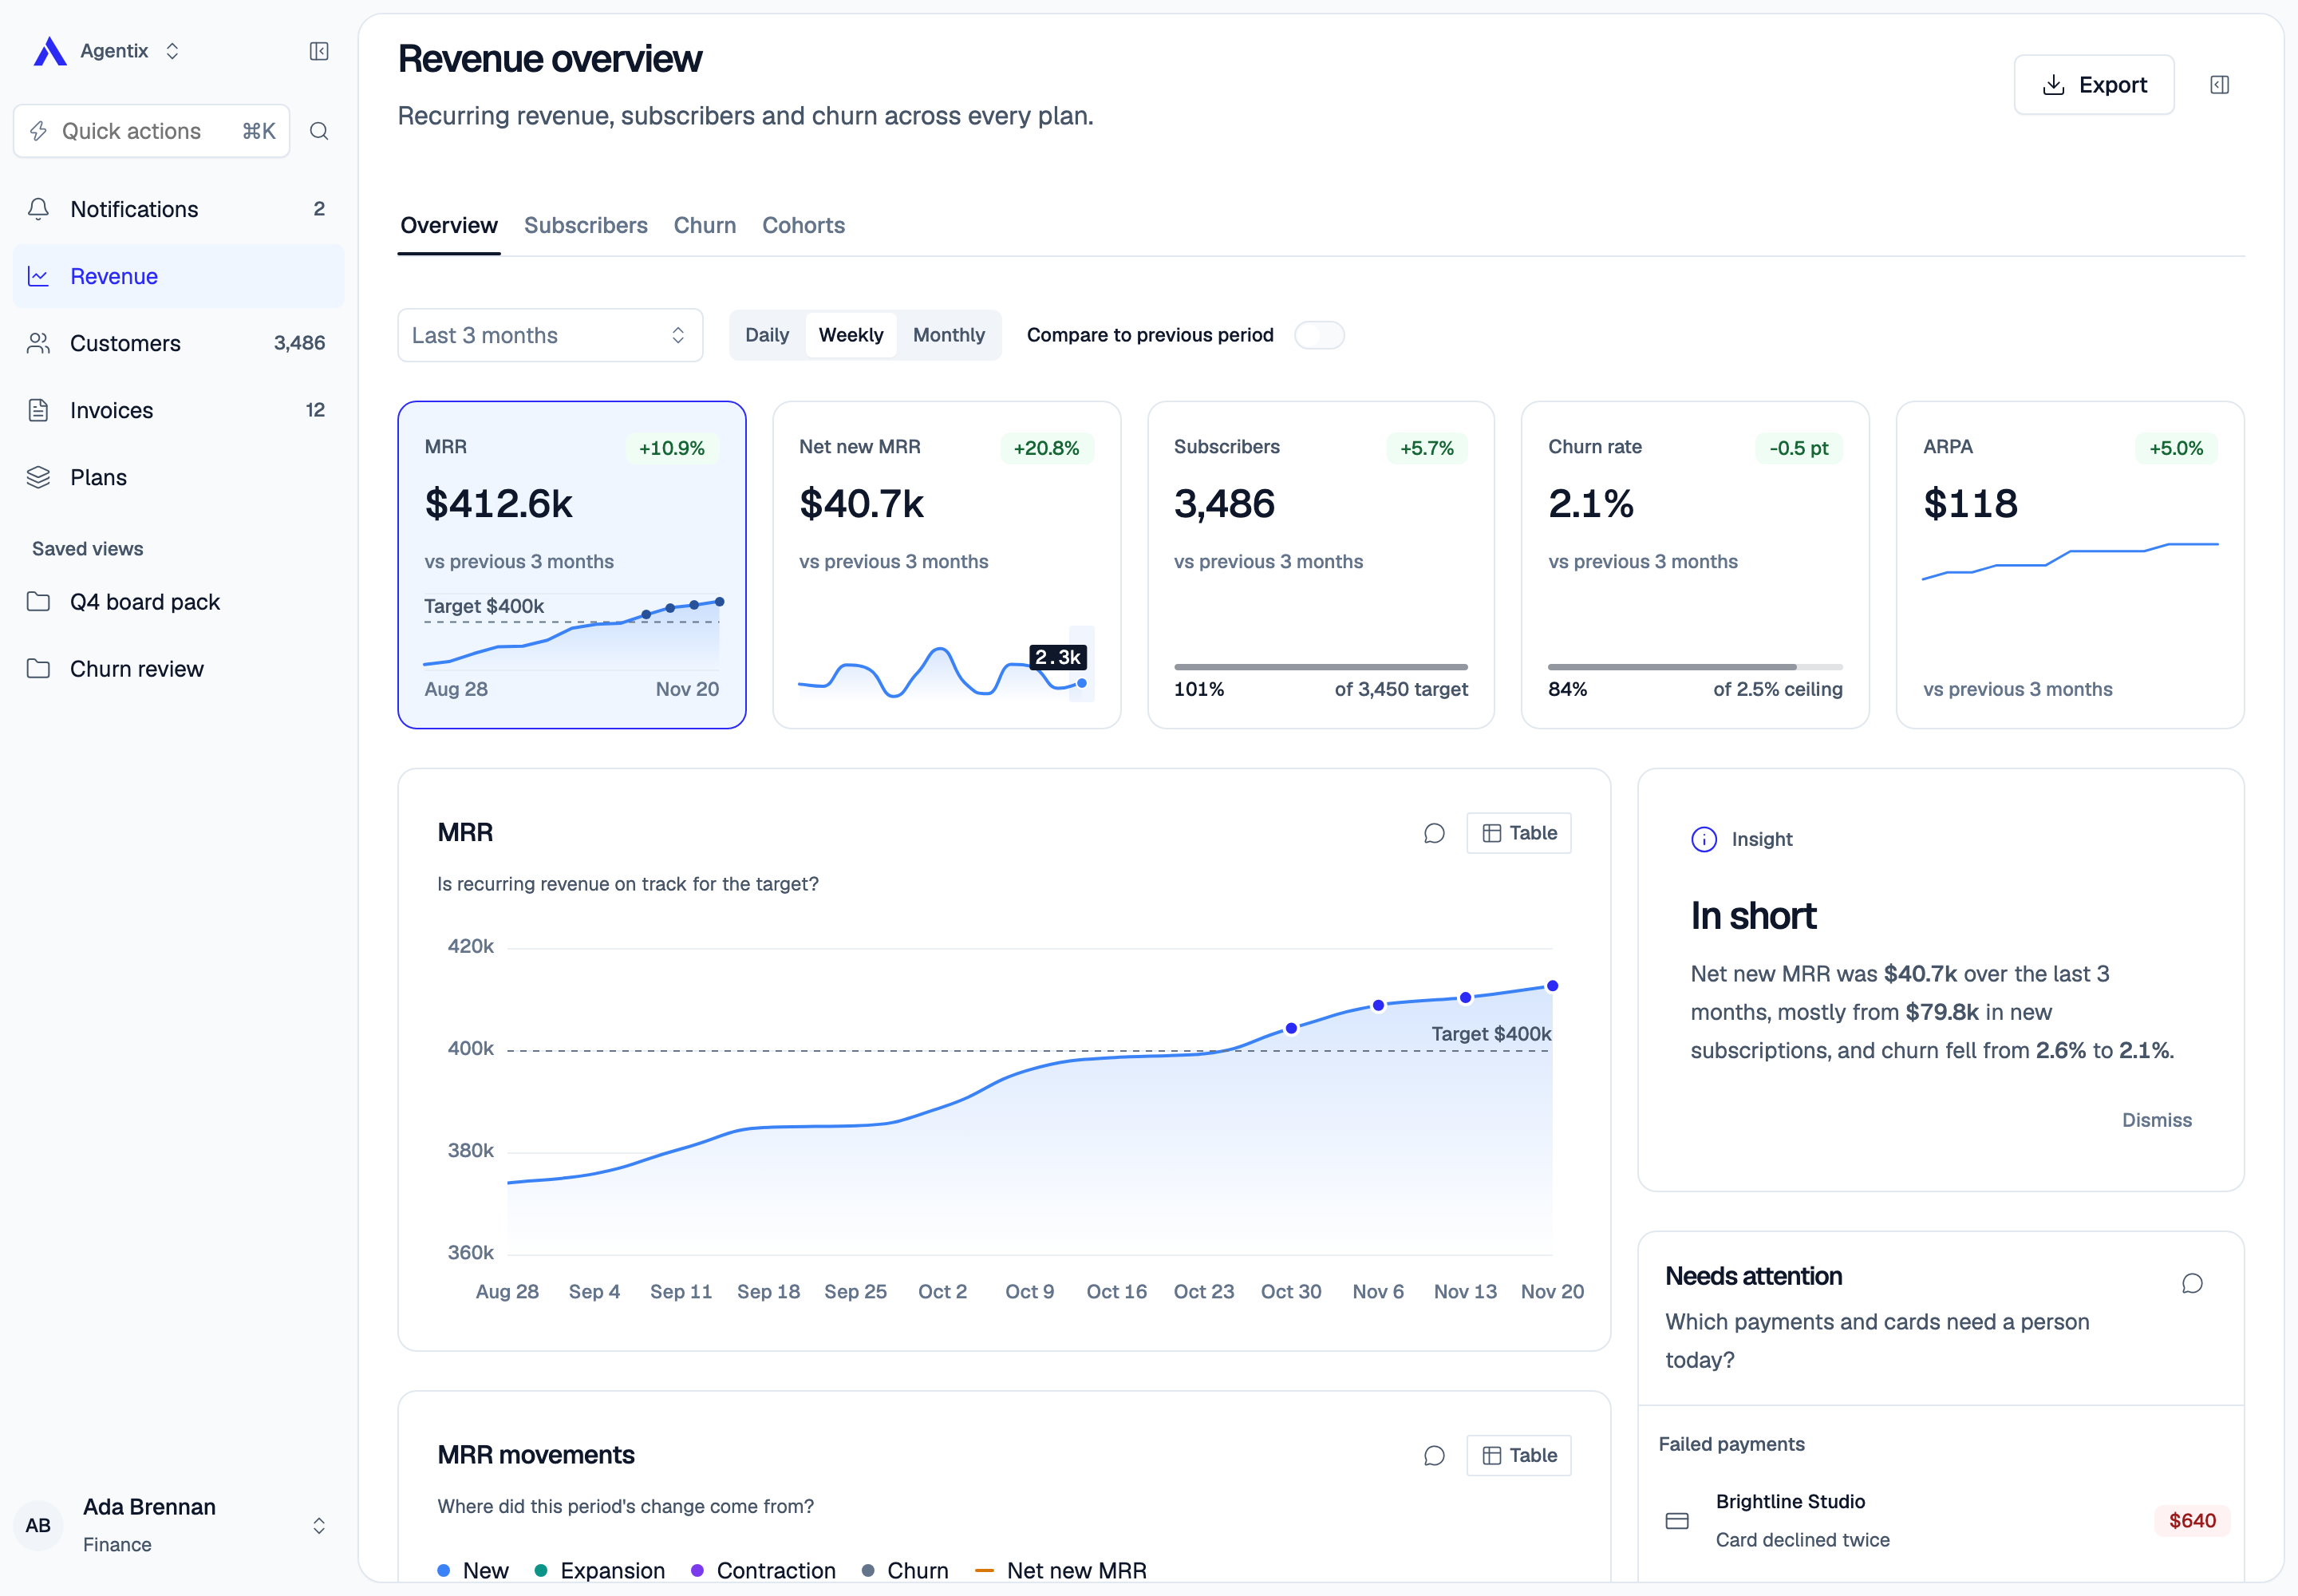 Agentix
Quick actions ⌘K
Notifications 2
Revenue
Customers 3,486
Invoices 12
Plans
Saved views
Q4 board pack
Churn review
AB
Ada Brennan
Finance
Revenue overview
Recurring revenue, subscribers and churn across every plan.
Export
Overview Subscribers Churn Cohorts
Last 3 months
Daily Weekly Monthly
Compare to previous period
MRR +10.9%
$412.6k
vs previous 3 months
Target $400k
Aug 28 Nov 20
Net new MRR +20.8%
$40.7k
vs previous 3 months
2.3k
Subscribers +5.7%
3,486
vs previous 3 months
101% of 3,450 target
Churn rate -0.5 pt
2.1%
vs previous 3 months
84% of 2.5% ceiling
ARPA +5.0%
$118
vs previous 3 months
MRR
Table
Is recurring revenue on track for the target?
420k
400k
380k
360k
Target $400k
Aug 28 Sep 4 Sep 11 Sep 18 Sep 25 Oct 2 Oct 9 Oct 16 Oct 23 Oct 30 Nov 6 Nov 13 Nov 20
MRR movements
Table
Where did this period's change come from?
New Expansion Contraction Churn Net new MRR
Insight
In short
Net new MRR was $40.7k over the last 3
months, mostly from $79.8k in new
subscriptions, and churn fell from 2.6% to 2.1%.
Dismiss
Needs attention
Which payments and cards need a person
today?
Failed payments
Brightline Studio
Card declined twice
$640